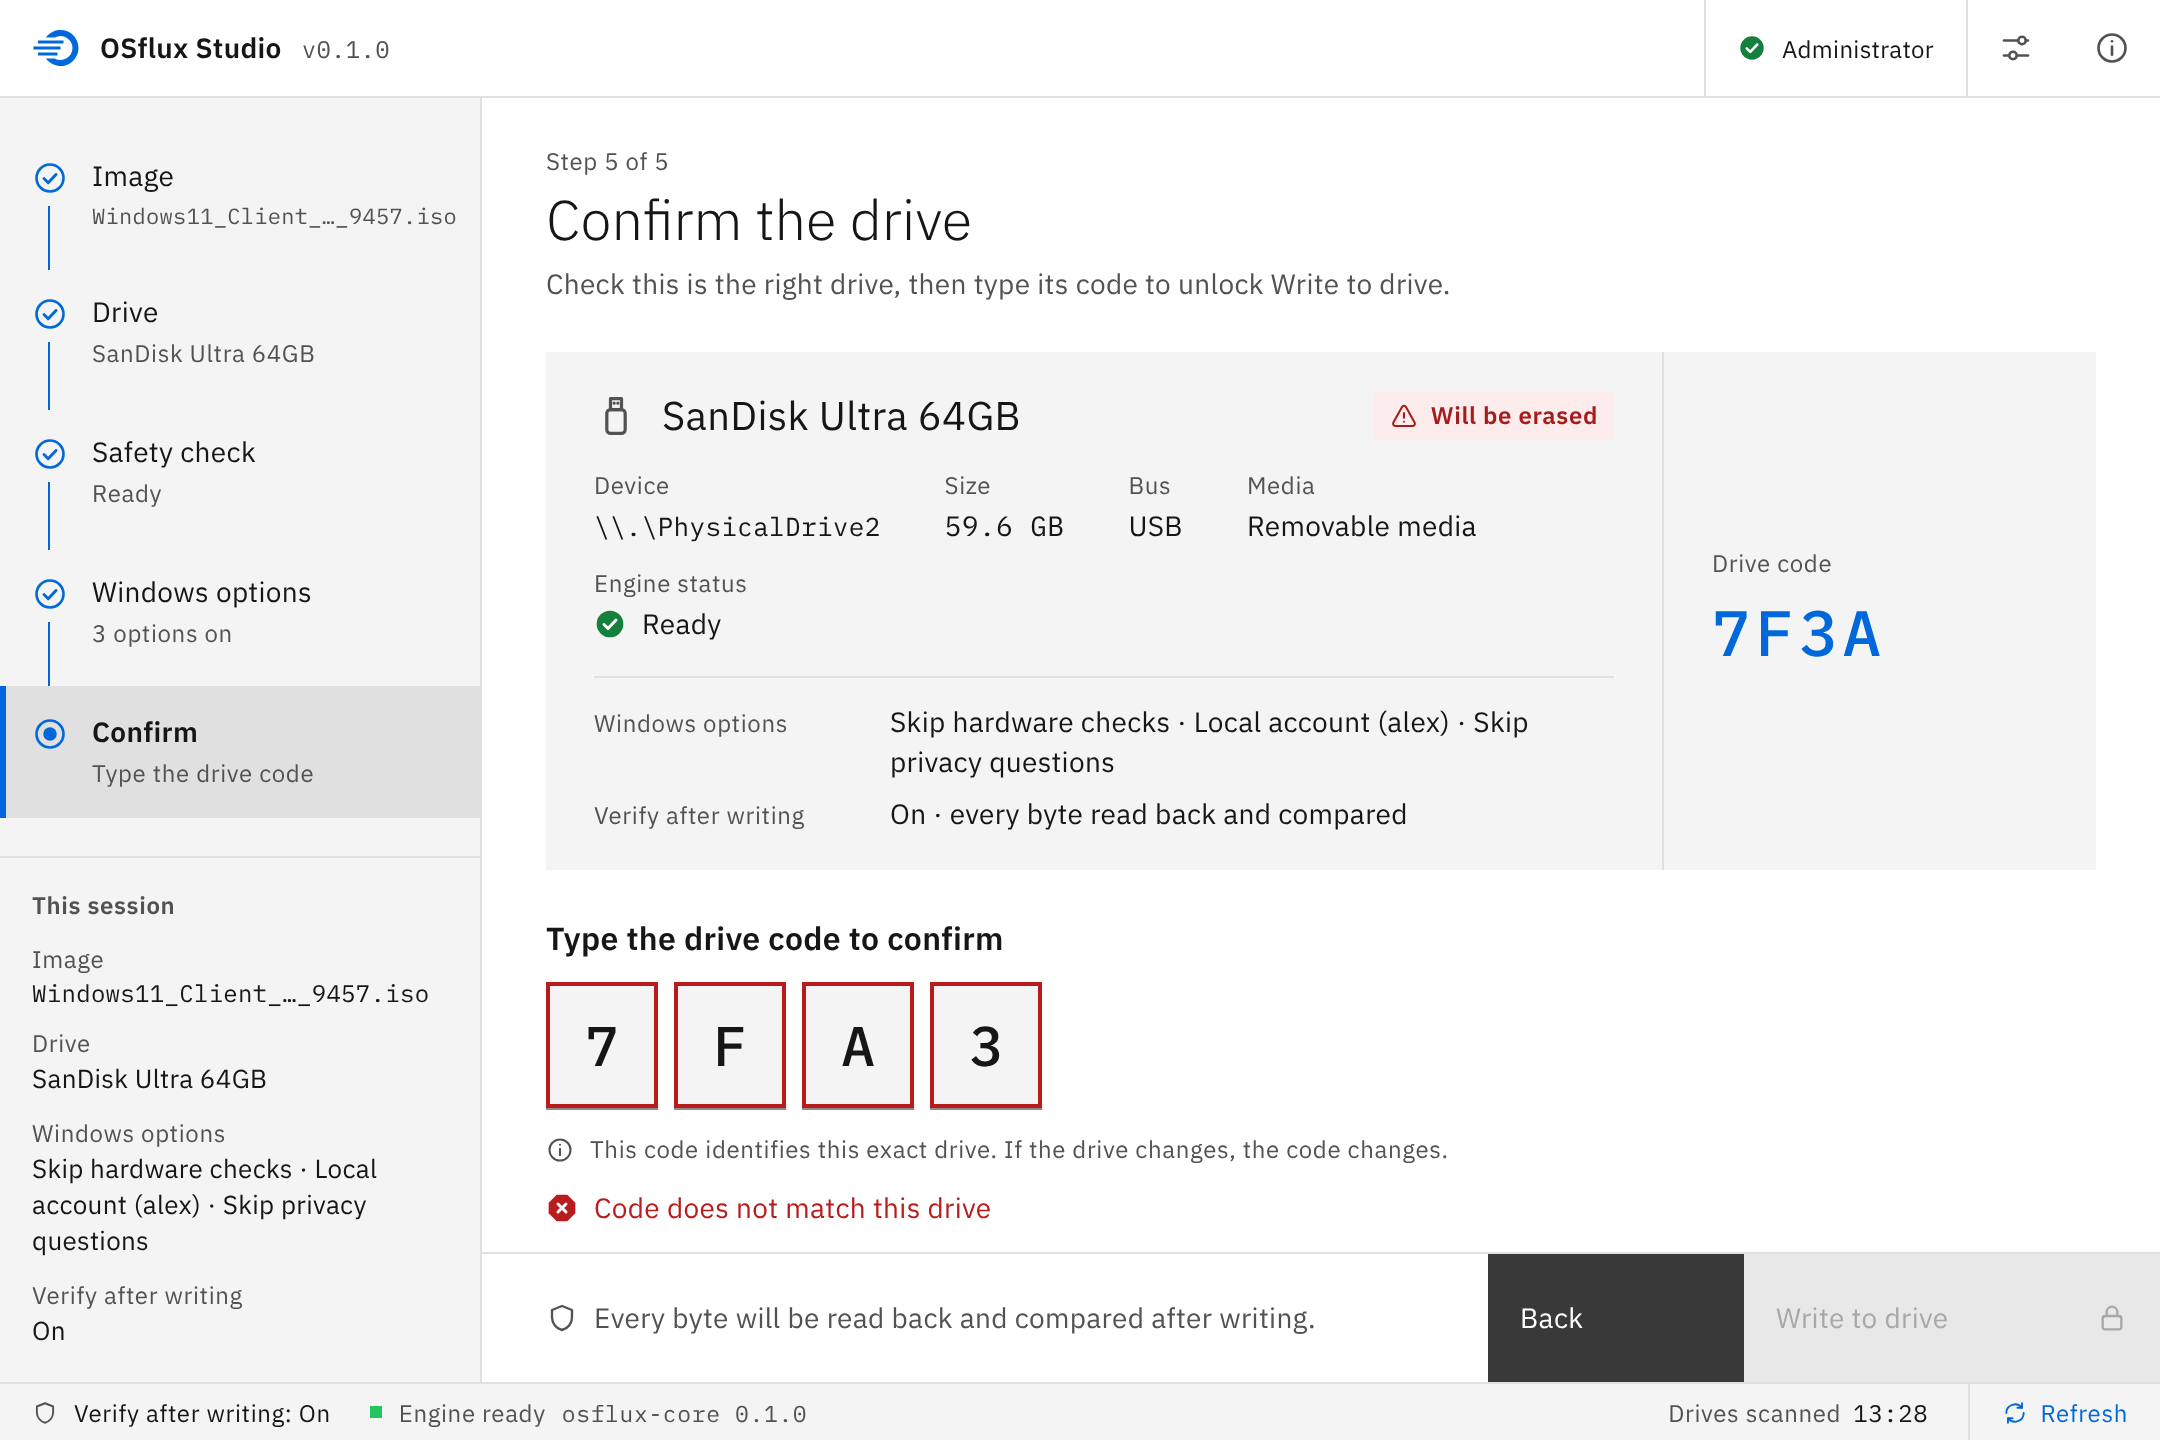 OSflux Studio v0.1.0
Administrator
Image
Windows11_Client_…_9457.iso
Drive
SanDisk Ultra 64GB
Safety check
Ready
Windows options
3 options on
Confirm
Type the drive code
This session
Image
Windows11_Client_…_9457.iso
Drive
SanDisk Ultra 64GB
Windows options
Skip hardware checks · Local
account (alex) · Skip privacy
questions
Verify after writing
On
Step 5 of 5
Confirm the drive
Check this is the right drive, then type its code to unlock Write to drive.
SanDisk Ultra 64GB
Will be erased
Device Size Bus Media
\\.\PhysicalDrive2 59.6 GB USB Removable media
Engine status
Ready
Windows options Skip hardware checks · Local account (alex) · Skip
privacy questions
Verify after writing On · every byte read back and compared
Drive code
7F3A
Type the drive code to confirm
7 F A 3
This code identifies this exact drive. If the drive changes, the code changes.
Code does not match this drive
Every byte will be read back and compared after writing.
Back
Write to drive
Verify after writing: On
Engine ready osflux-core 0.1.0
Drives scanned 13:28
Refresh